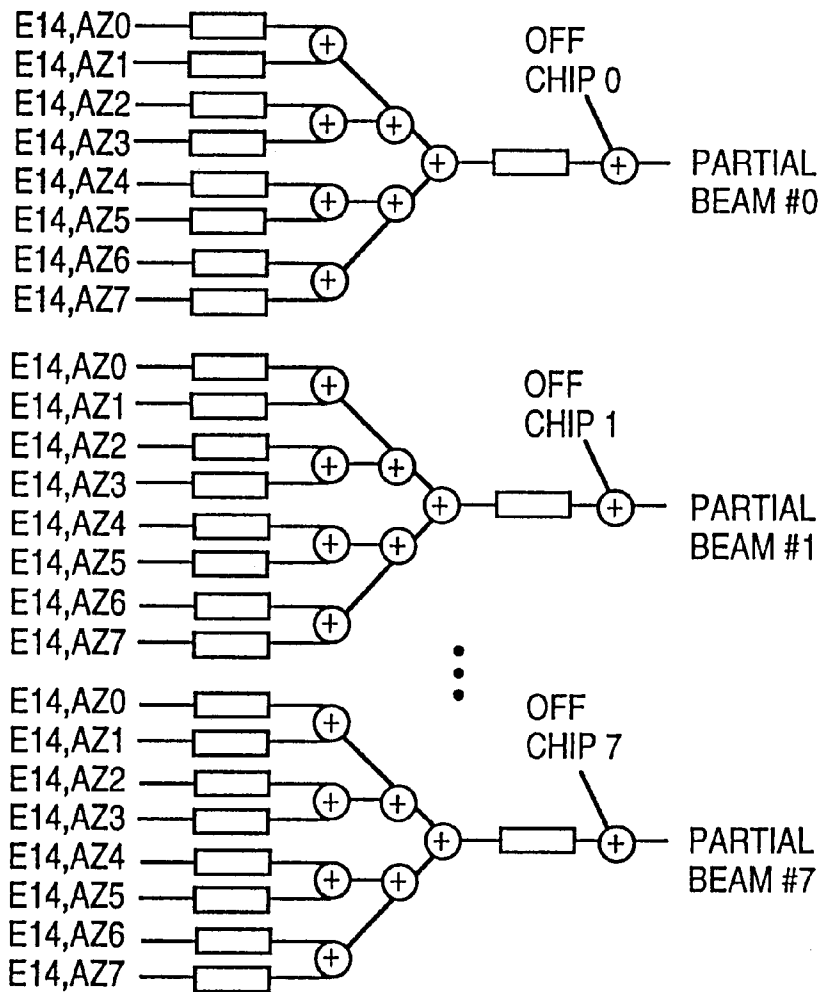 E14,AZ0
E14,AZ1
E14,AZ2
E14,AZ3
E14,AZ4
E14,AZ5
E14,AZ6
E14,AZ7
OFF
CHIP 0
PARTIAL
BEAM #0
E14,AZ0
E14,AZ1
E14,AZ2
E14,AZ3
E14,AZ4
E14,AZ5
E14,AZ6
E14,AZ7
OFF
CHIP 1
PARTIAL
BEAM #1
E14,AZ0
E14,AZ1
E14,AZ2
E14,AZ3
E14,AZ4
E14,AZ5
E14,AZ6
E14,AZ7
OFF
CHIP 7
PARTIAL
BEAM #7